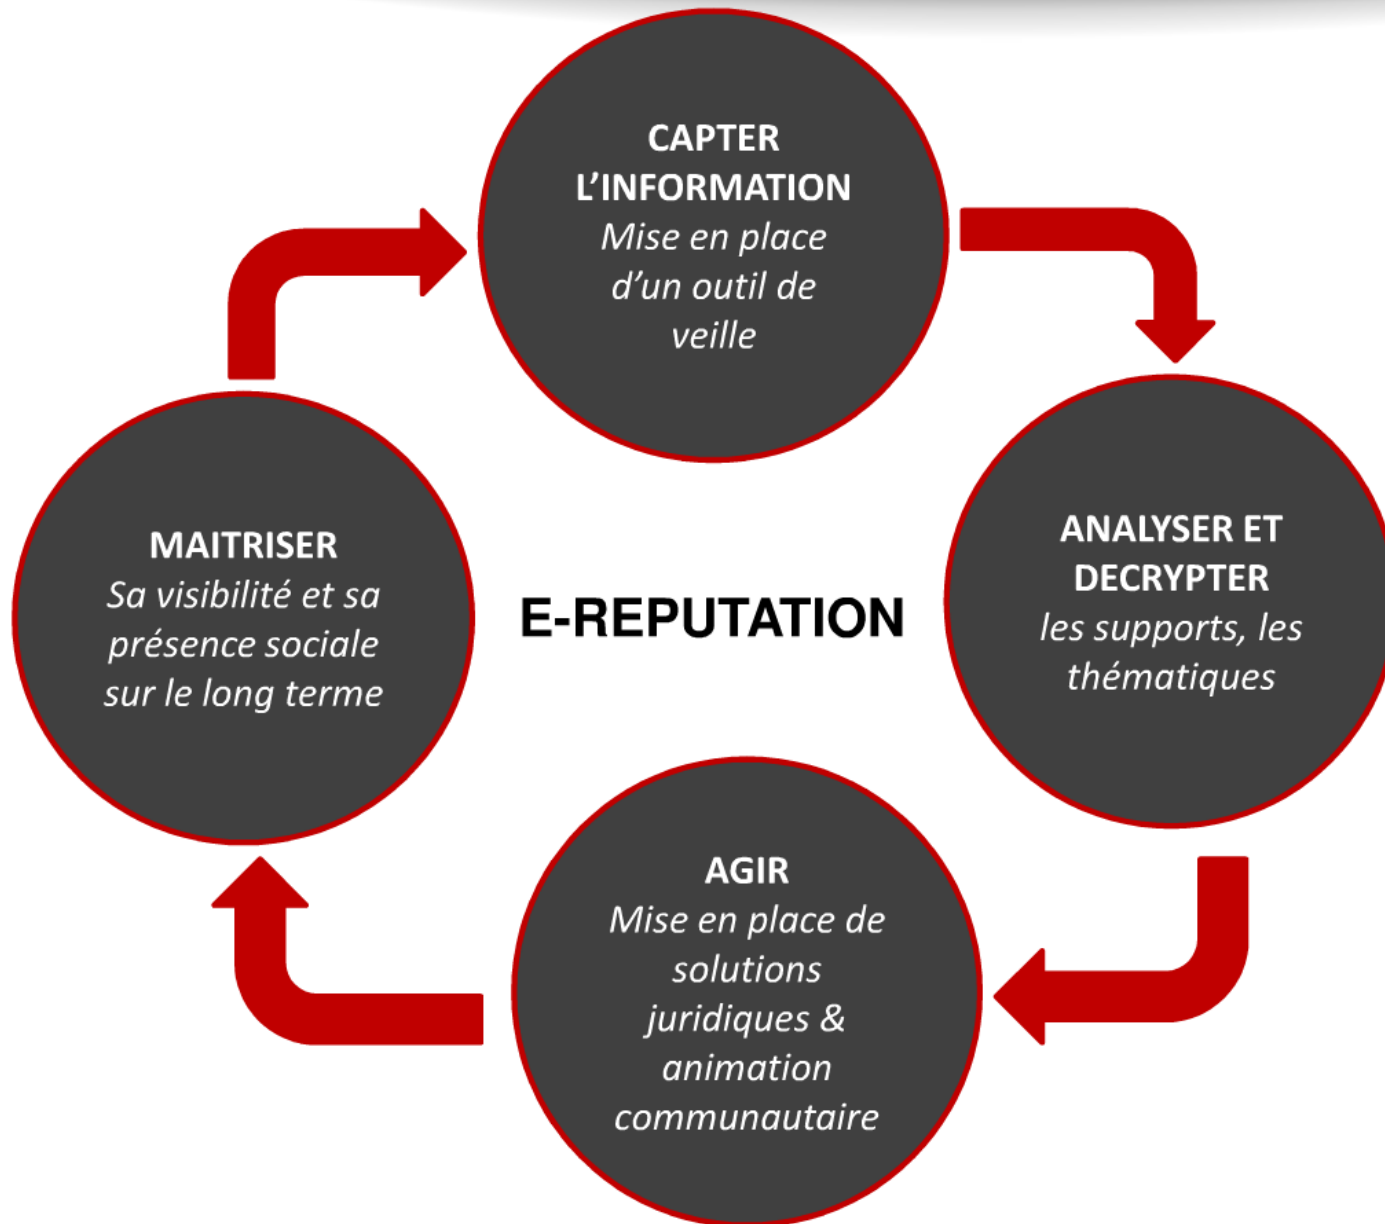 CAPTER
L’INFORMATION
Mise en place
d’un outil de
veille
ANALYSER ET
DECRYPTER
les supports, les
thématiques
MAITRISER
Sa visibilité et sa
présence sociale
sur le long terme
E-REPUTATION
AGIR
Mise en place de
solutions
juridiques &
animation
communautaire